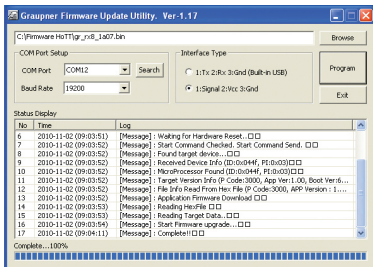 Graupner Firmware Update Utility. Ver-1.17
C:\Firmware HoTT\gr_rx8_1a07.bin
Browse
COM Port Setup
Interface Type
COM Port
COM12
Search
1:Tx 2:Rx 3:Gnd (Built-in USB)
Program
Baud Rate
19200
1:Signal 2:Vcc 3:Gnd
Exit
Status Display
No Time Log
6 2010-11-02 (09:03:51) [Message] : Waiting for Hardware Reset..
7 2010-11-02 (09:03:52) [Message] : Start Command Checked. Start Command Send.
8 2010-11-02 (09:03:52) [Message] : Found target device...
9 2010-11-02 (09:03:52) [Message] : Received Device Info (ID:0x044f, PI:0x03)
10 2010-11-02 (09:03:52) [Message] : MicroProcessor Found (ID:0x044f, PI:0x03)
11 2010-11-02 (09:03:52) [Message] : Target Version Info (P Code:3000, App Ver:1.00, Boot Ver:6...
12 2010-11-02 (09:03:52) [Message] : File Info Read From Hex File (P Code:3000, APP Version : 1....
13 2010-11-02 (09:03:52) [Message] : Application Firmware Download
14 2010-11-02 (09:03:52) [Message] : Reading HexFile
15 2010-11-02 (09:03:53) [Message] : Reading Target Data..
16 2010-11-02 (09:03:54) [Message] : Start Firmware upgrade...
17 2010-11-02 (09:04:11) [Message] : Complete!!
Complete...100%